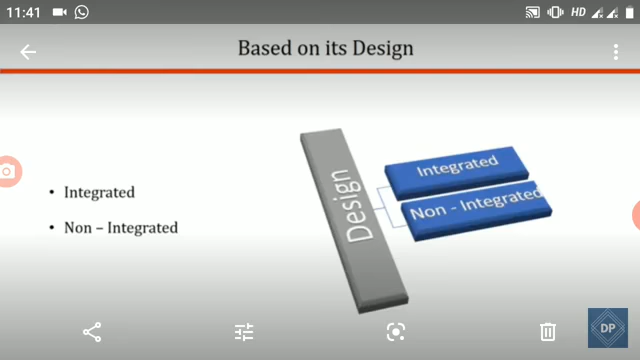 11:41
HD
Based on its Design
• Integrated
• Non – Integrated
Design
Integrated
Non - Integrated
DP